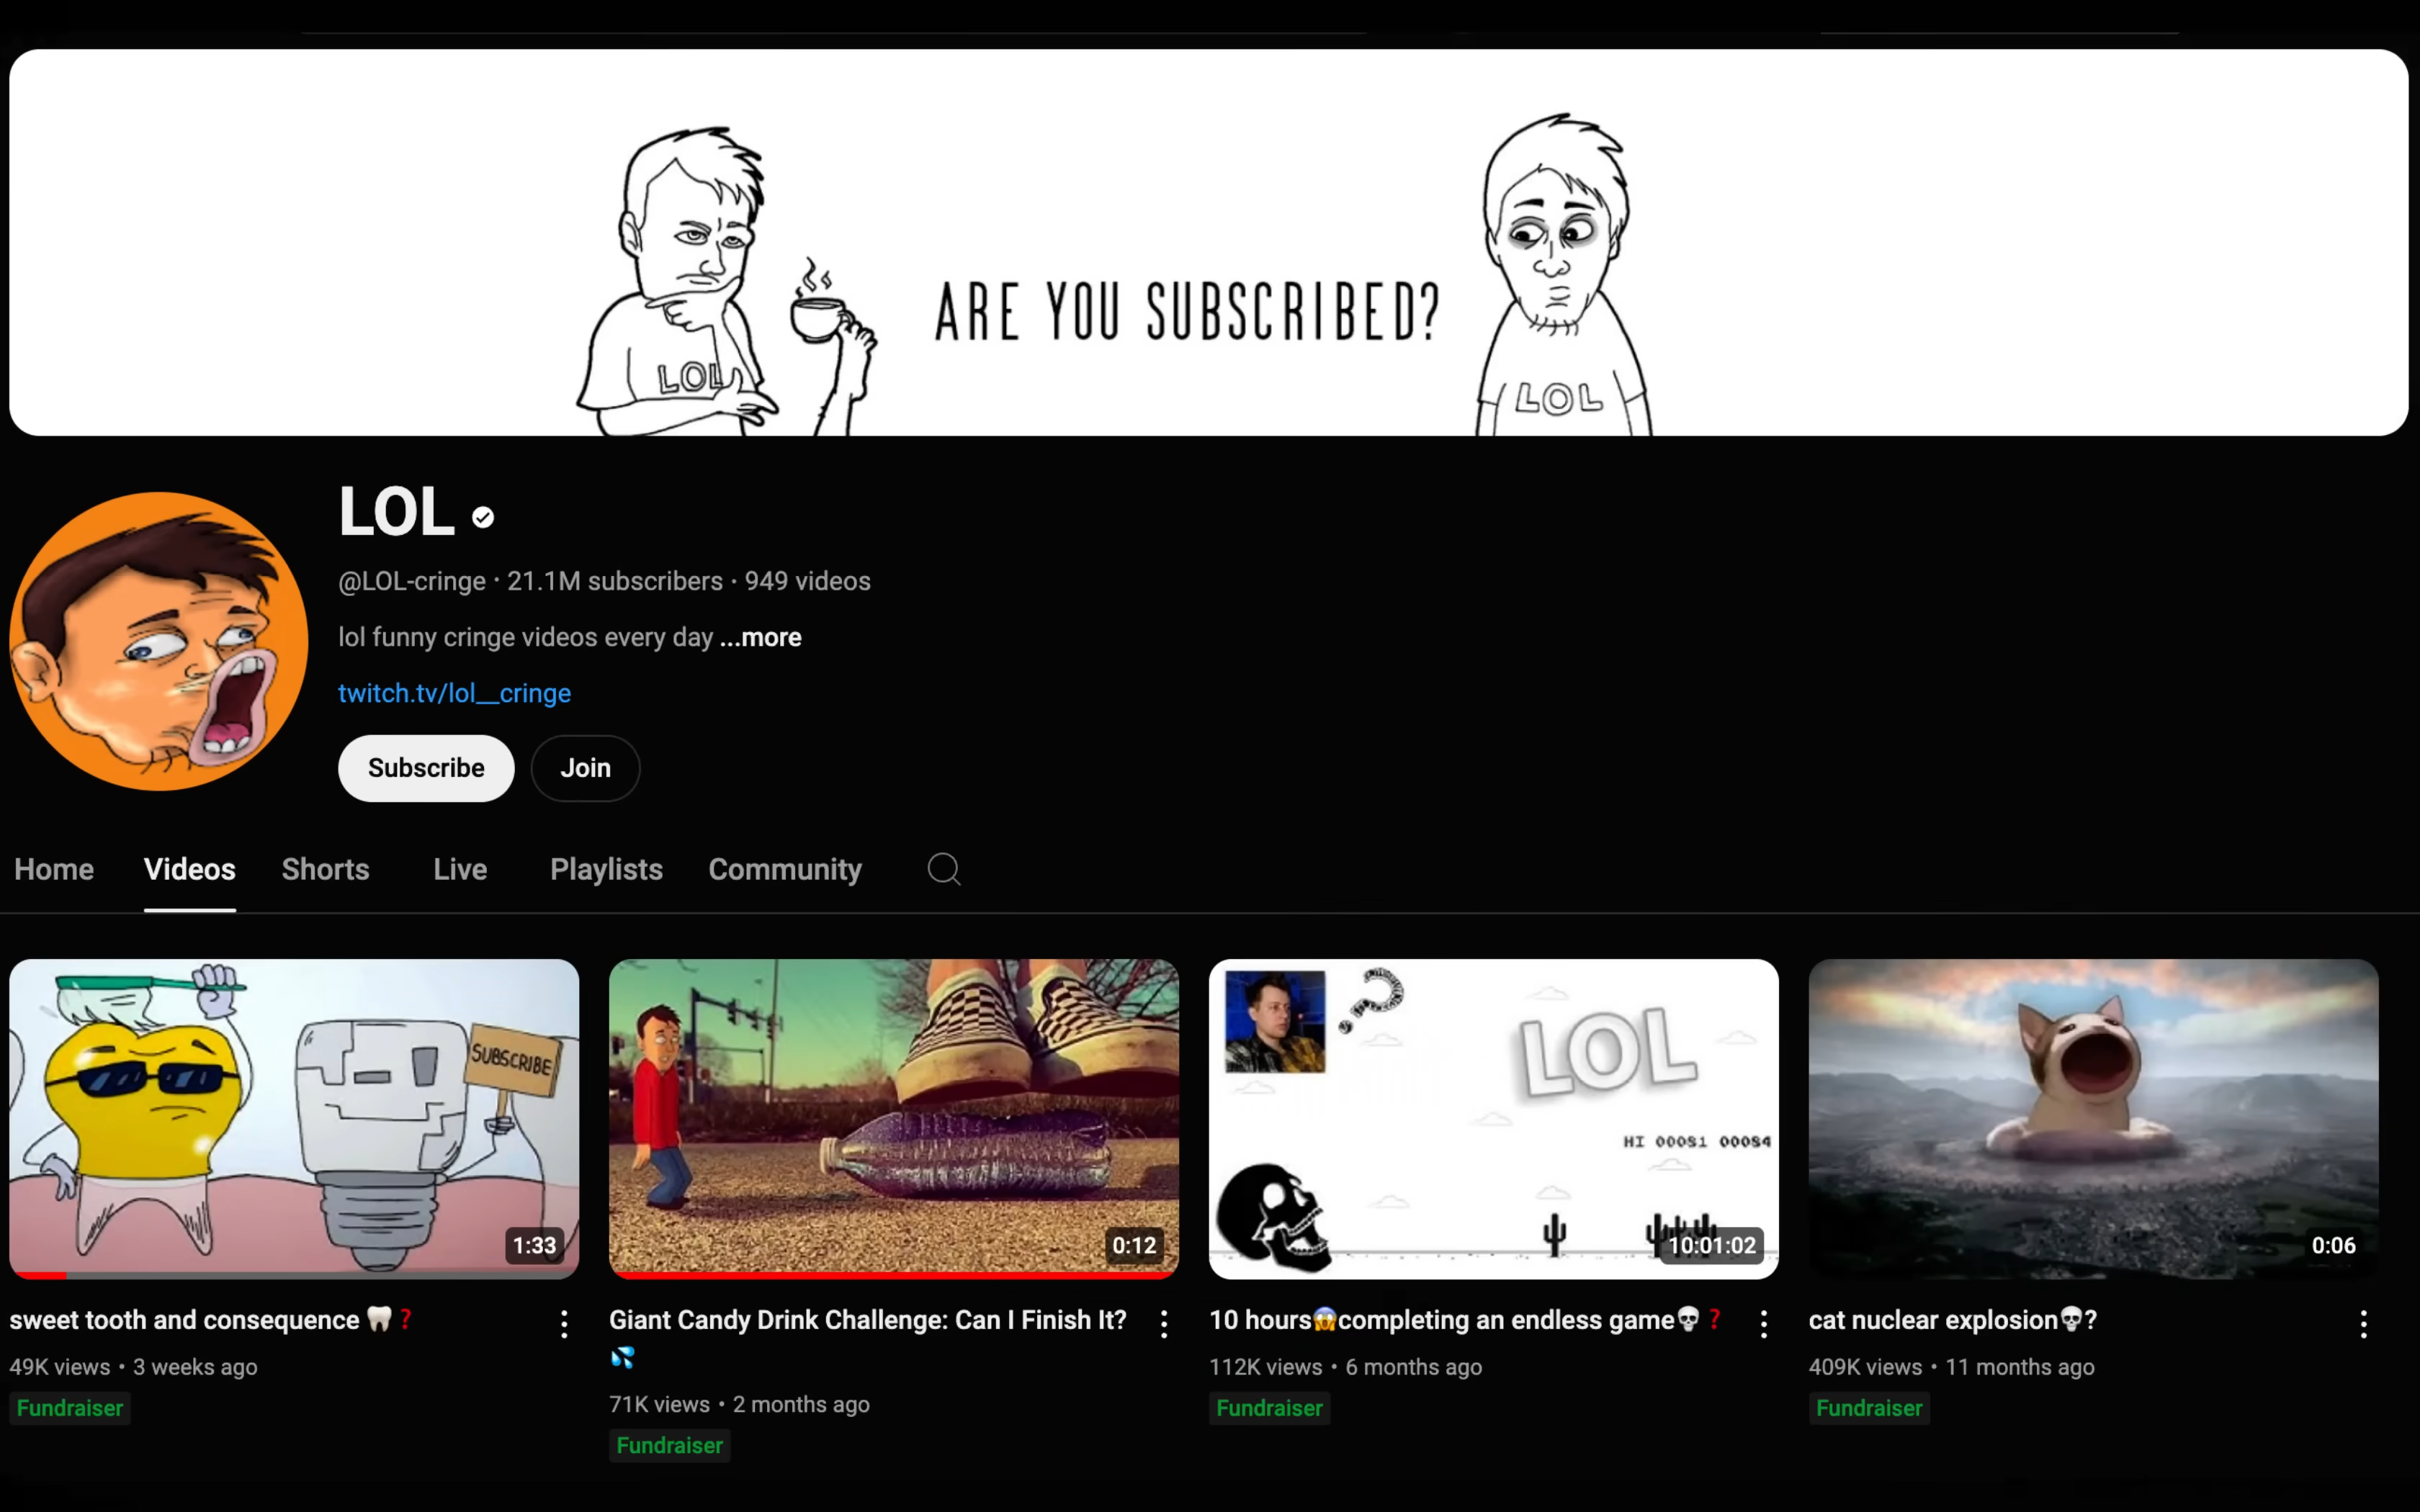 ARE YOU SUBSCRIBED?
LOL
LOL
LOL
@LOL-cringe · 21.1M subscribers · 949 videos
lol funny cringe videos every day ...more
twitch.tv/lol__cringe
Subscribe Join
Home Videos Shorts Live Playlists Community
SUBSCRIBE
1:33
0:12
LOL
HI 00081 00084
10:01:02
0:06
sweet tooth and consequence 🦷❓
49K views • 3 weeks ago
Fundraiser
Giant Candy Drink Challenge: Can I Finish It?
💦
71K views • 2 months ago
Fundraiser
10 hours😱completing an endless game💀❓
112K views • 6 months ago
Fundraiser
cat nuclear explosion💀?
409K views • 11 months ago
Fundraiser